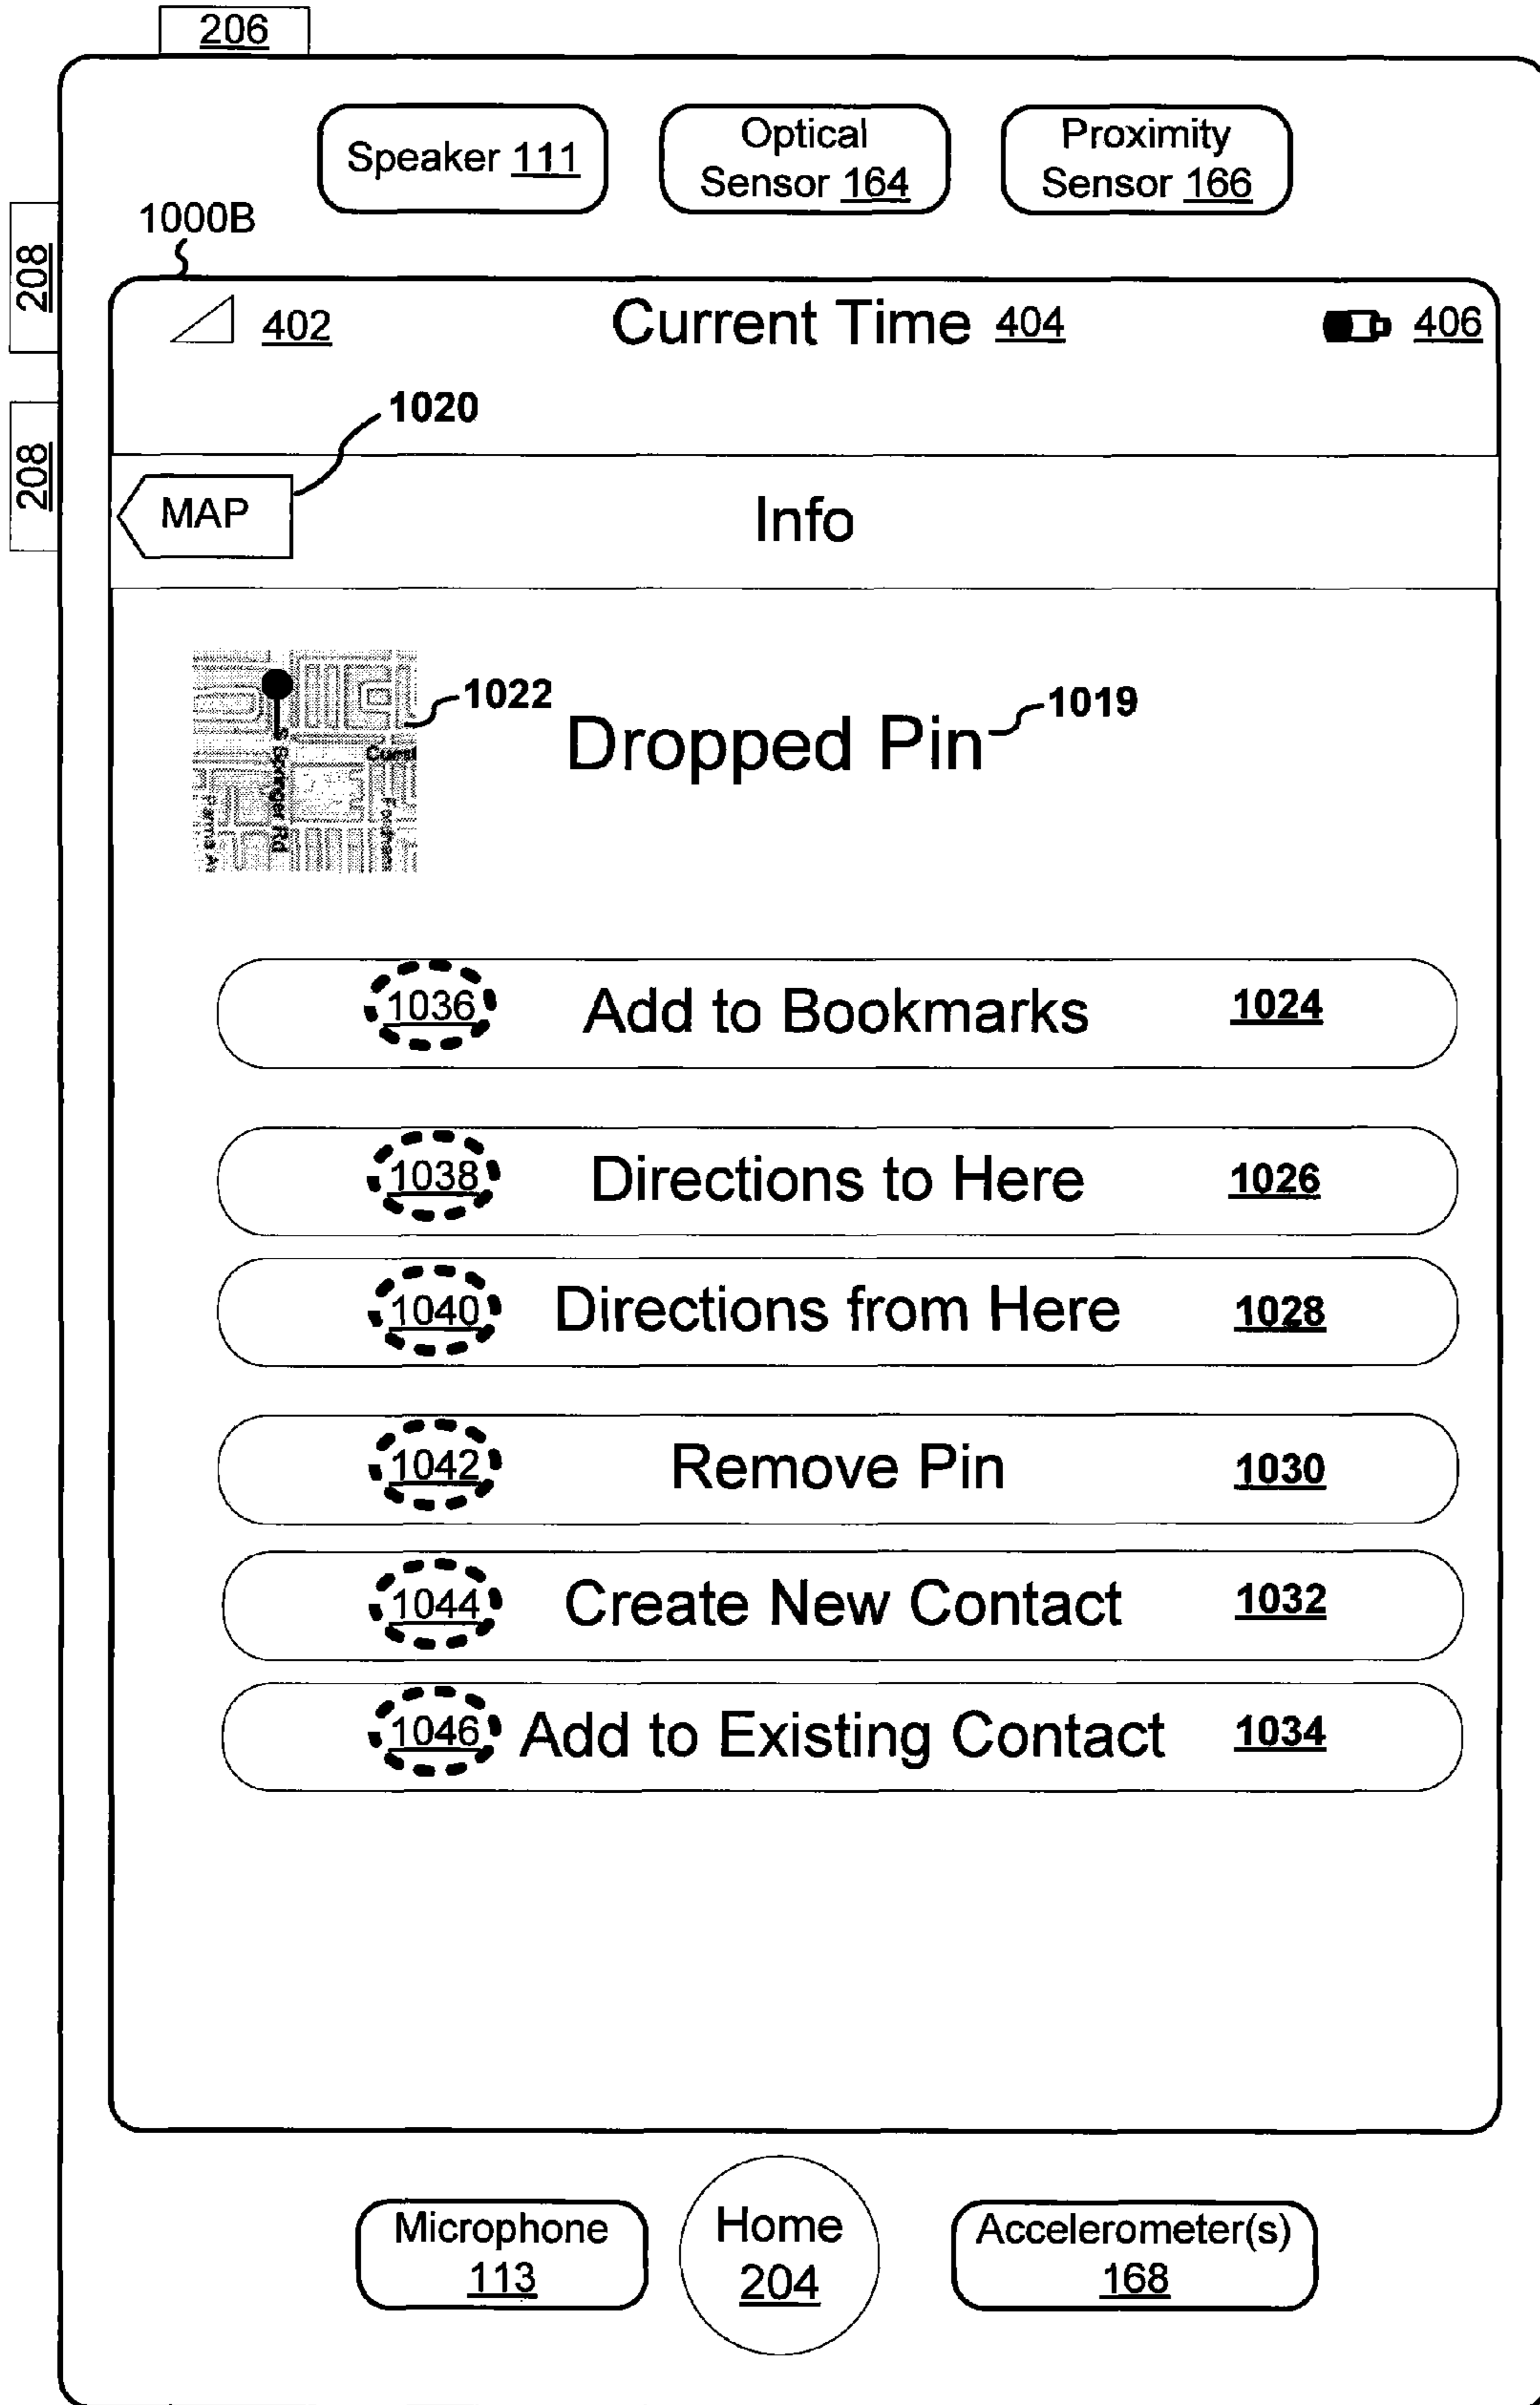 206
Speaker 111
Optical
Sensor 164
Proximity
Sensor 166
1000B
208
402
Current Time 404
406
1020
208
MAP
Info
1022
1019
Dropped Pin
S Springer Rd
1036 Add to Bookmarks 1024
1038 Directions to Here 1026
1040 Directions from Here 1028
1042 Remove Pin 1030
1044 Create New Contact 1032
1046 Add to Existing Contact 1034
Microphone
113
Home
204
Accelerometer(s)
168